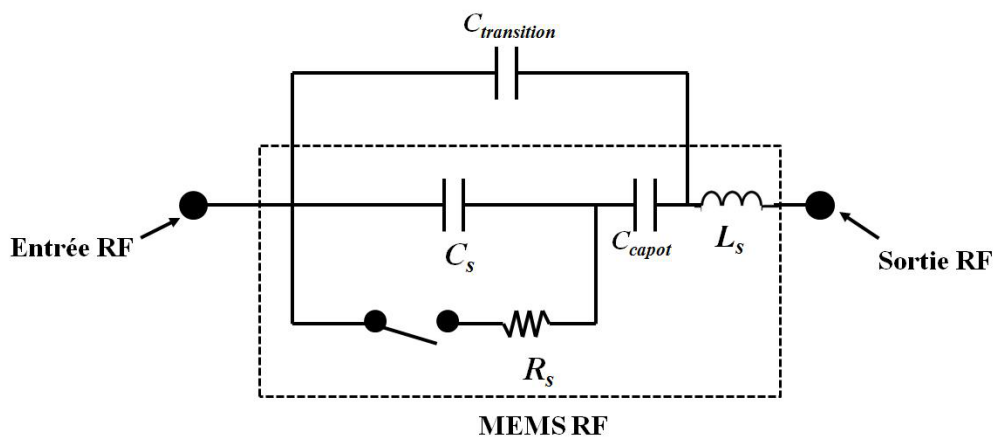 C_transition
C_s
C_capot
L_s
Entrée RF
Sortie RF
R_s
MEMS RF